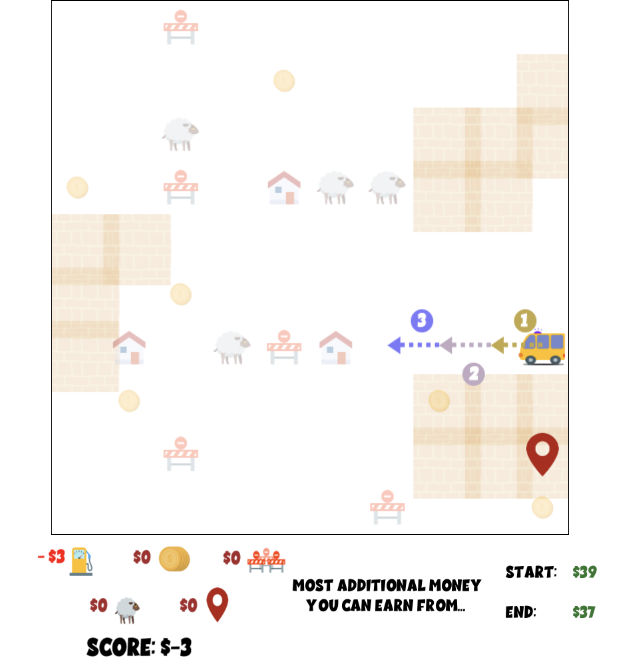 3
1
2
- $3
$0
$0
MOST ADDITIONAL MONEY
YOU CAN EARN FROM...
START: $39
END: $37
$0
$0
SCORE: $-3